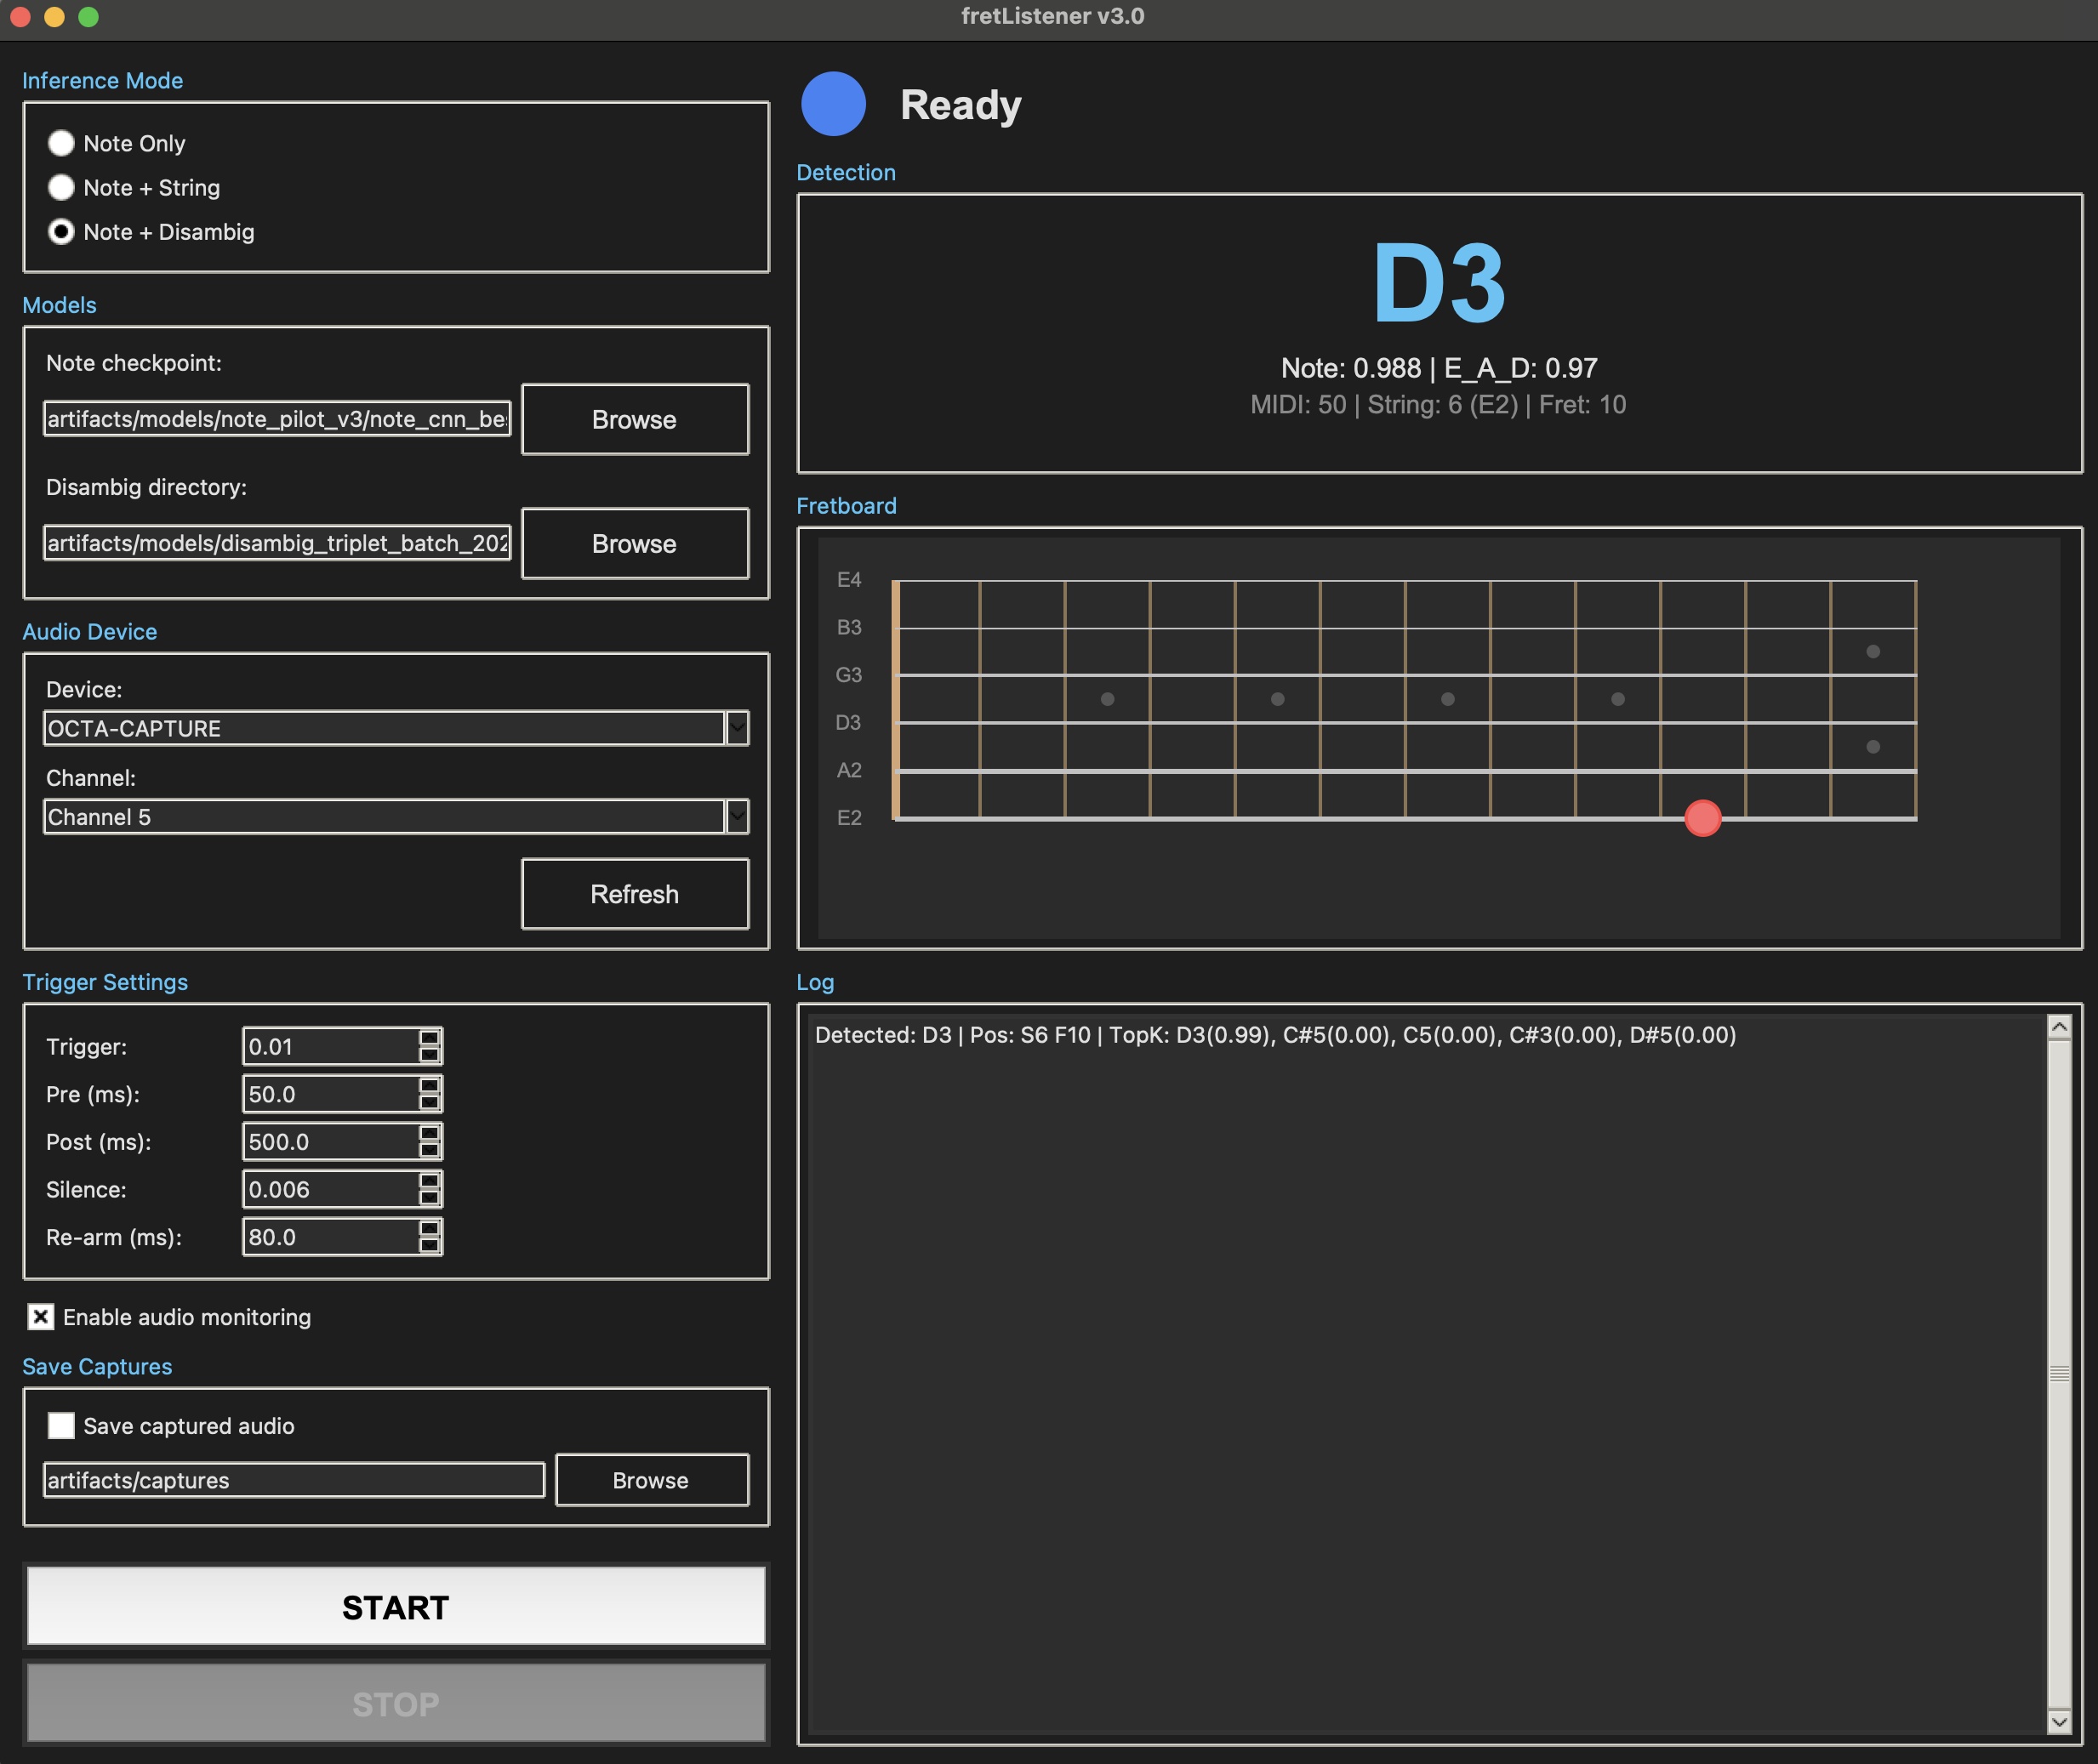 fretListener v3.0
Inference Mode
Note Only
Note + String
Note + Disambig
Models
Note checkpoint:
artifacts/models/note_pilot_v3/note_cnn_be
Browse
Disambig directory:
artifacts/models/disambig_triplet_batch_202
Browse
Audio Device
Device:
OCTA-CAPTURE
Channel:
Channel 5
Refresh
Trigger Settings
Trigger: 0.01
Pre (ms): 50.0
Post (ms): 500.0
Silence: 0.006
Re-arm (ms): 80.0
Enable audio monitoring
Save Captures
Save captured audio
artifacts/captures
Browse
START
STOP
Ready
Detection
D3
Note: 0.988 | E_A_D: 0.97
MIDI: 50 | String: 6 (E2) | Fret: 10
Fretboard
E4
B3
G3
D3
A2
E2
Log
Detected: D3 | Pos: S6 F10 | TopK: D3(0.99), C#5(0.00), C5(0.00), C#3(0.00), D#5(0.00)